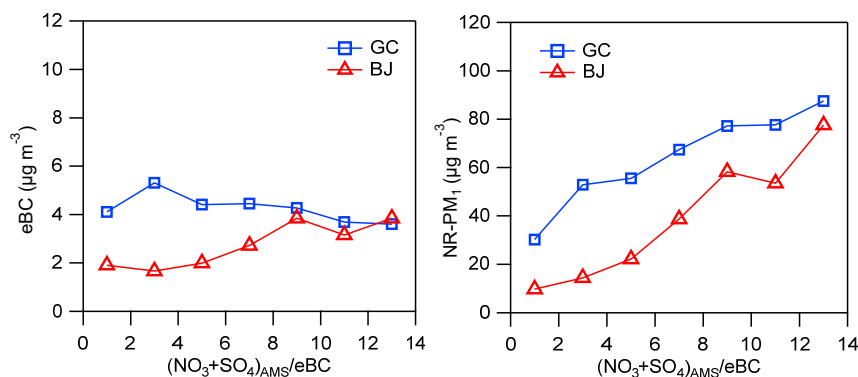 12
10
8
6
4
2
0
eBC (µg m⁻³)
GC
BJ
0 2 4 6 8 10 12 14
(NO₃+SO₄)AMS/eBC
120
100
80
60
40
20
0
NR-PM₁ (µg m⁻³)
GC
BJ
0 2 4 6 8 10 12 14
(NO₃+SO₄)AMS/eBC